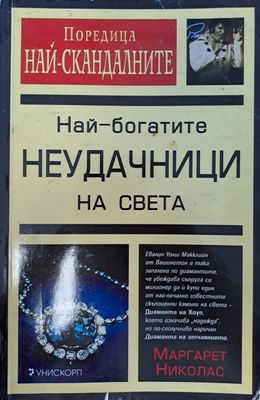 Поредица
НАЙ-СКАНДАЛНИТЕ
Най-богатите
НЕУДАЧНИЦИ
НА СВЕТА
Евалин Уолш Маклийн
от Вашингтон е така
запалена по диамантите,
че убеждава съпруга си
милионер да ѝ купи един
от най-печално известните
скъпоценни камъни на света –
Диаманта на Хоуп,
което означава „надежда",
но по-сполучливо наричан
Диаманта на отчаянието.
УНИСКОРП
МАРГАРЕТ
НИКОЛАС